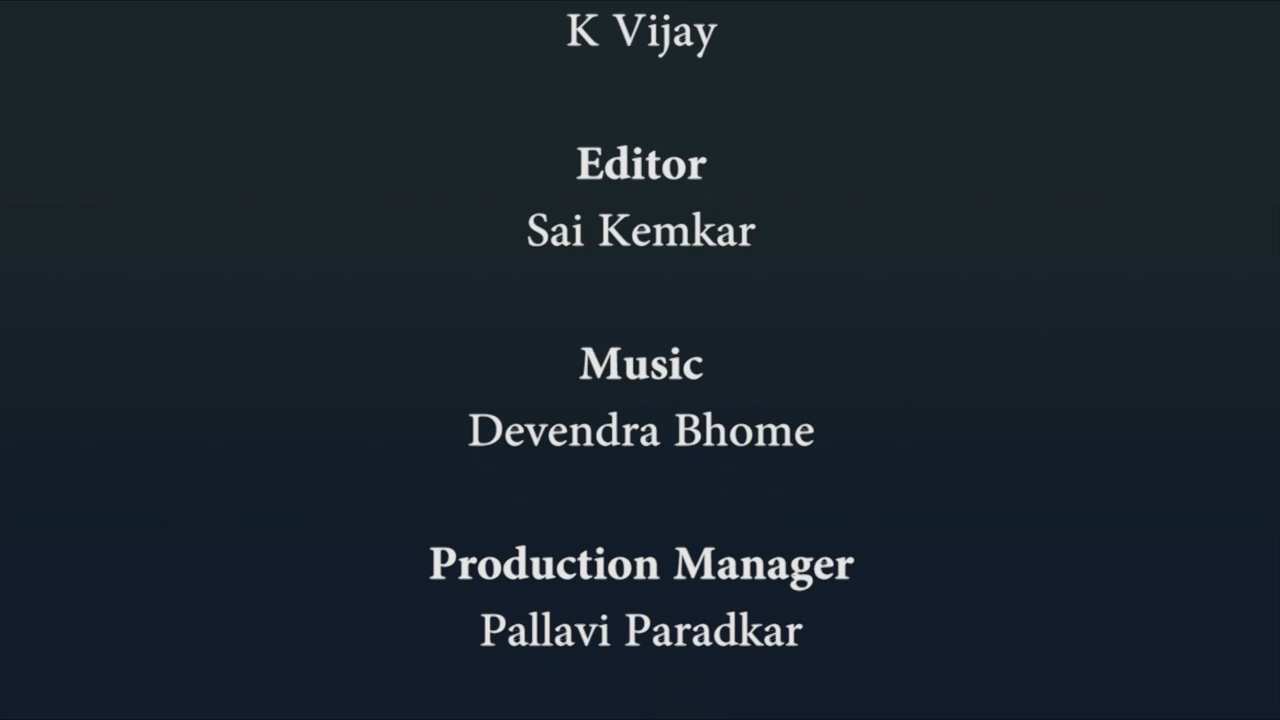 K Vijay
Editor
Sai Kemkar
Music
Devendra Bhome
Production Manager
Pallavi Paradkar